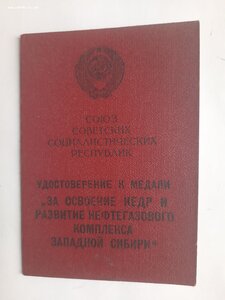 СОЮЗ
СОВЕТСКИХ
СОЦИАЛИСТИЧЕСКИХ
РЕСПУБЛИК
УДОСТОВЕРЕНИЕ К МЕДАЛИ
„ЗА ОСВОЕНИЕ НЕДР И
РАЗВИТИЕ НЕФТЕГАЗОВОГО
КОМПЛЕКСА
ЗАПАДНОЙ СИБИРИ“